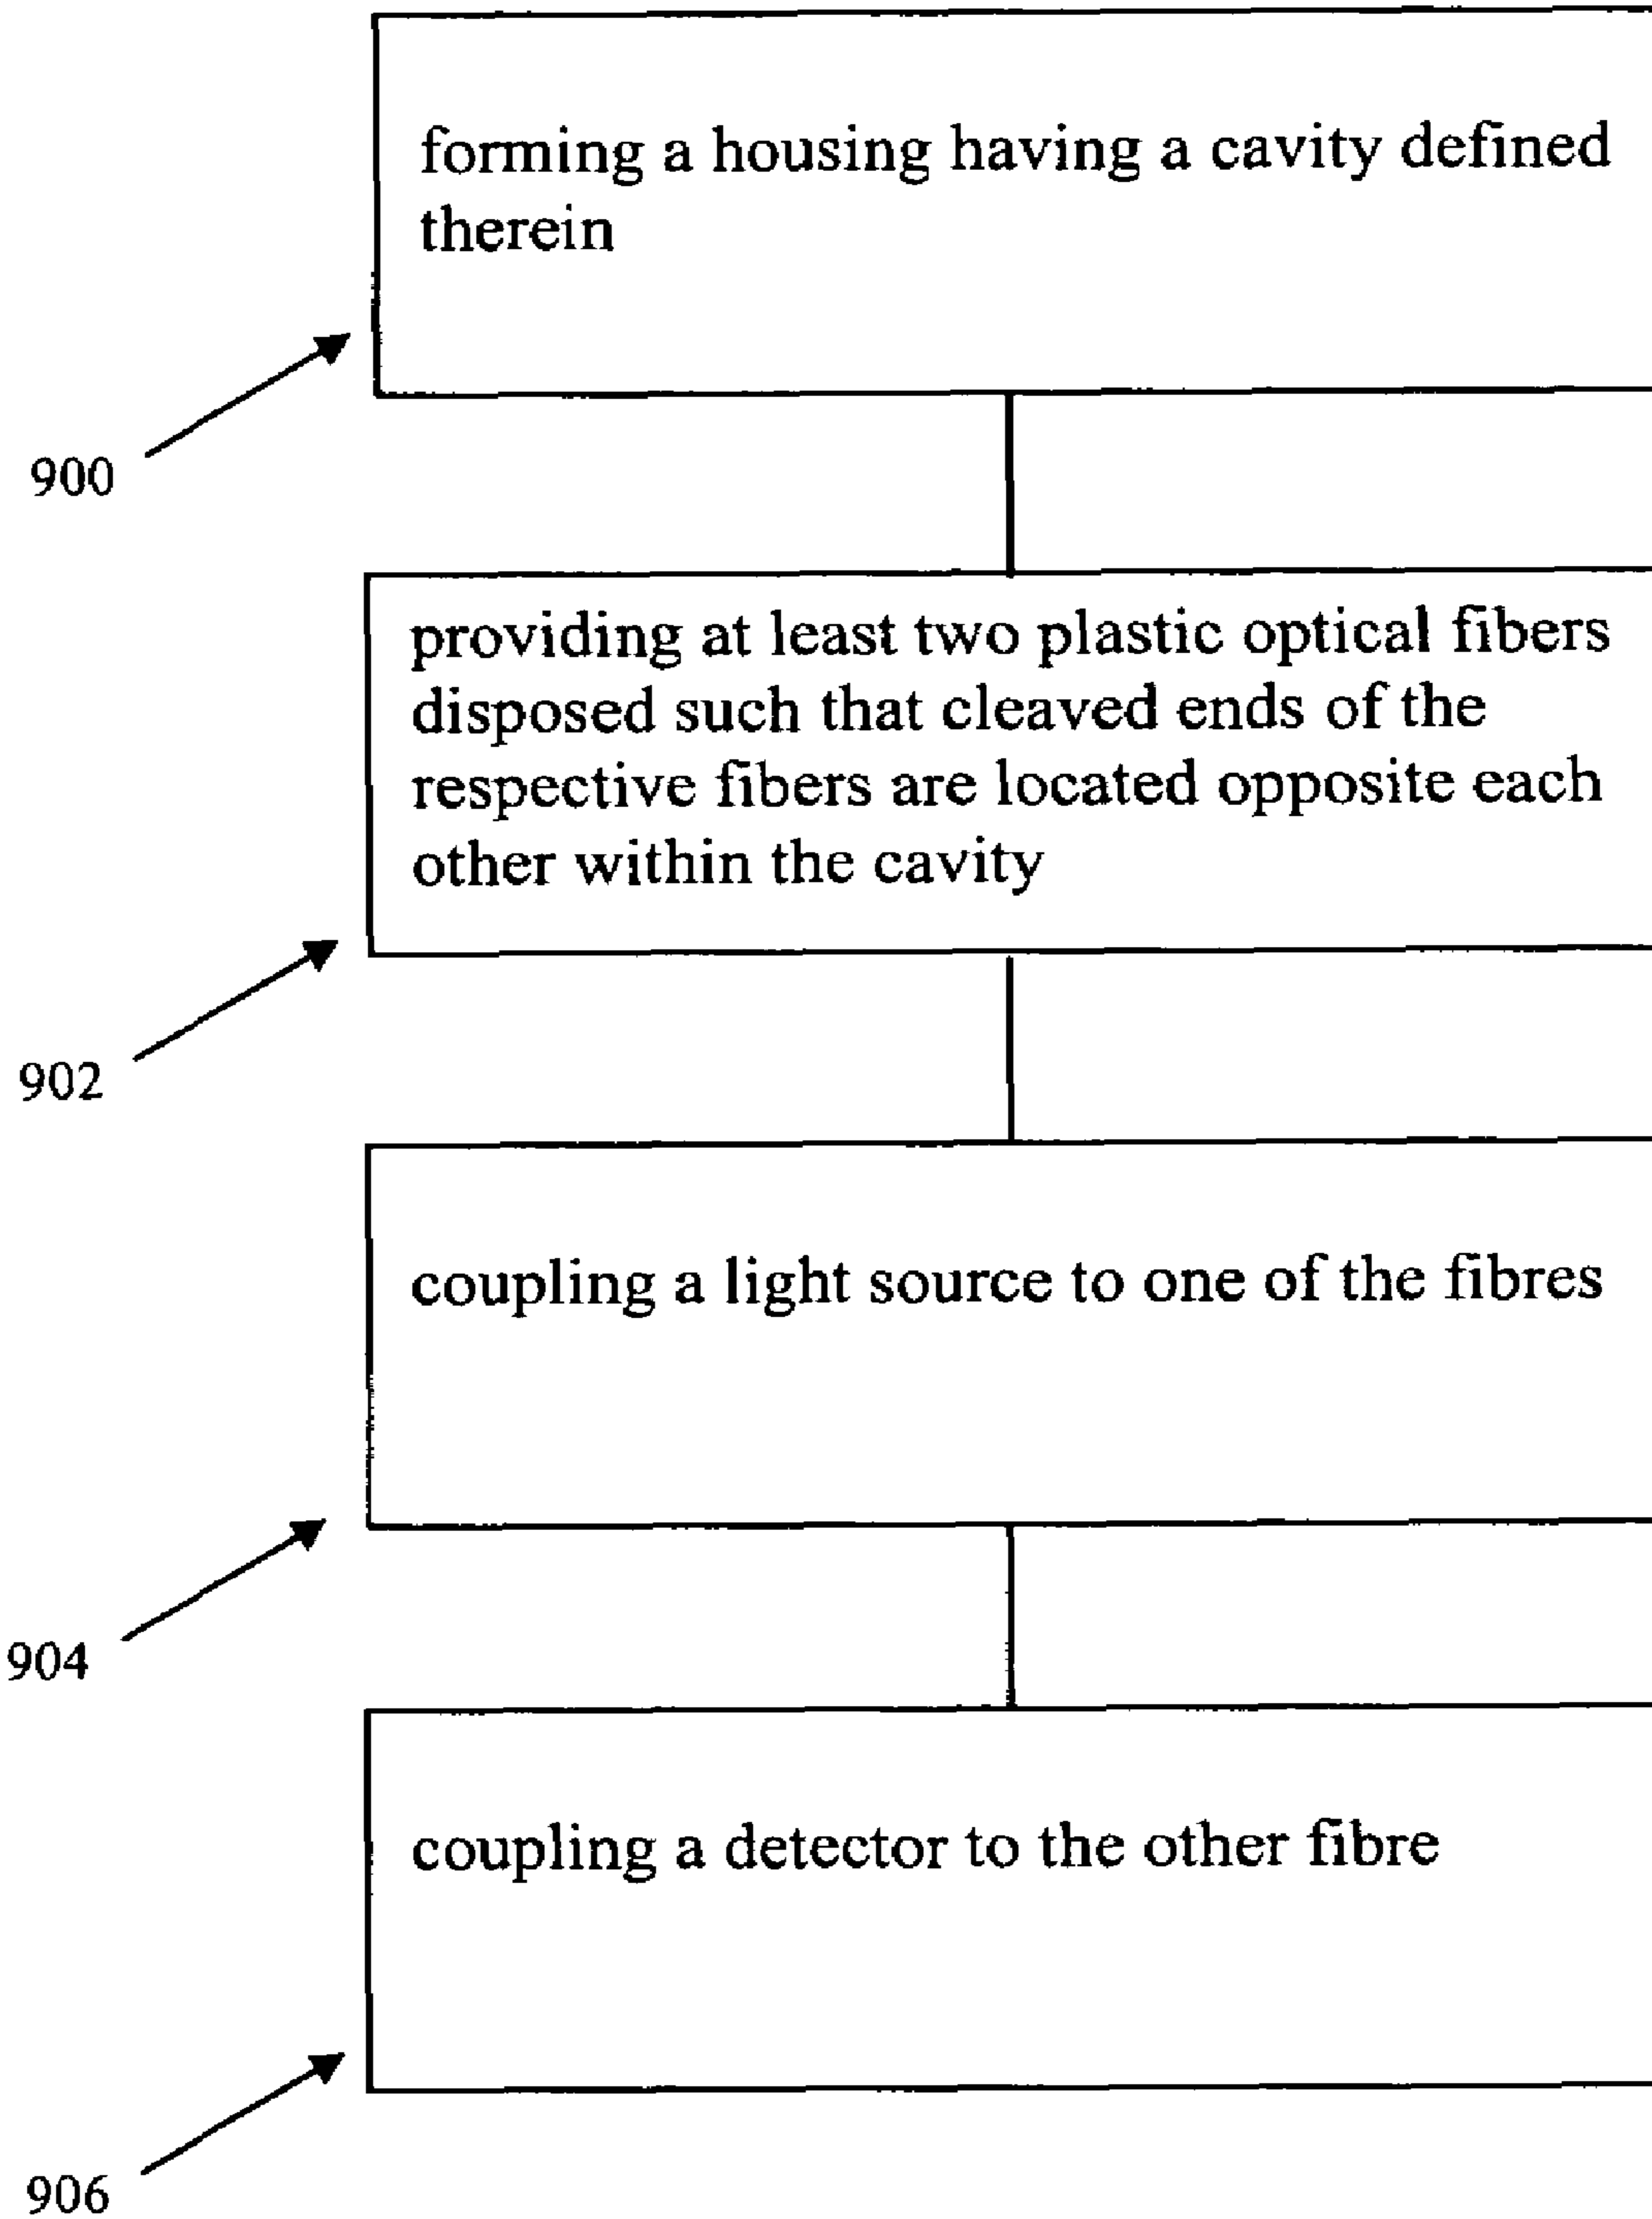 forming a housing having a cavity defined
therein
900
providing at least two plastic optical fibers
disposed such that cleaved ends of the
respective fibers are located opposite each
other within the cavity
902
coupling a light source to one of the fibres
904
coupling a detector to the other fibre
906